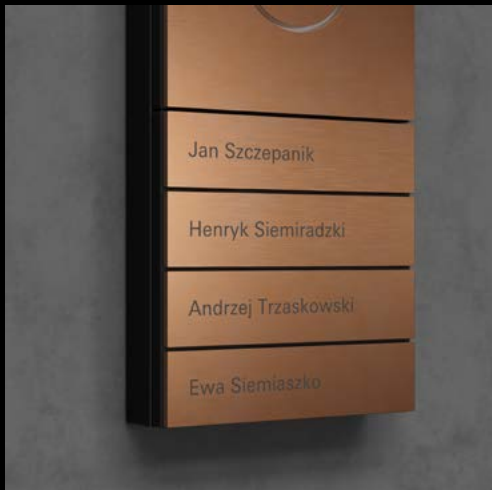 Jan Szczepanik
Henryk Siemiradzki
Andrzej Trzaskowski
Ewa Siemiaszko